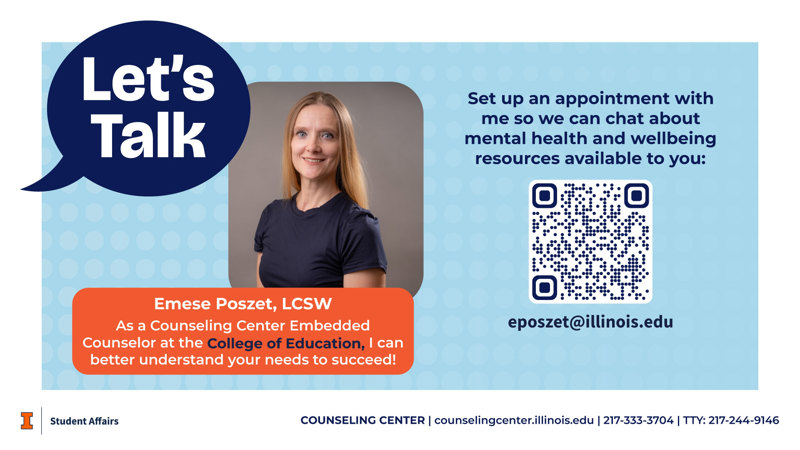 Let's
Talk
Set up an appointment with
me so we can chat about
mental health and wellbeing
resources available to you:
eposzet@illinois.edu
Emese Poszet, LCSW
As a Counseling Center Embedded
Counselor at the College of Education, I can
better understand your needs to succeed!
I
Student Affairs
COUNSELING CENTER | counselingcenter.illinois.edu | 217-333-3704 | TTY: 217-244-9146